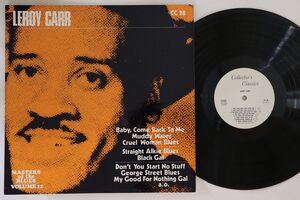 LEROY CARR
CC 38
Baby, Come Back To Me
Muddy Water
Cruel Woman Blues
Straight Alkie Blues
Black Gal
Don't You Start No Stuff
George Street Blues
My Good For Nothing Gal
a.o.
MASTERS of the
BLUES
VOLUME 12
Collector's
Classics